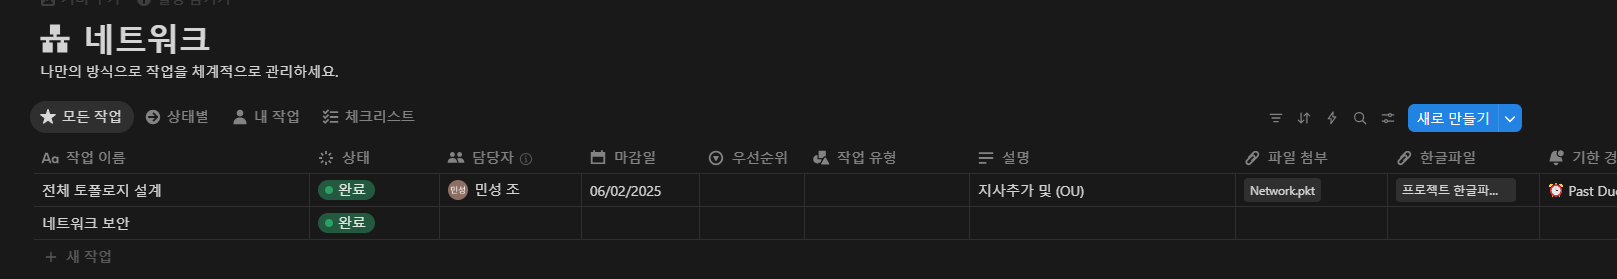 네트워크
나만의 방식으로 작업을 체계적으로 관리하세요.
모든 작업 상태별 내 작업 체크리스트 새로 만들기
Aa 작업 이름 상태 담당자 마감일 우선순위 작업 유형 설명 파일 첨부 한글파일 기한 경
전체 토폴로지 설계 완료 민성 민성 조 06/02/2025 지사추가 및 (OU) Network.pkt 프로젝트 한글파... Past Du
네트워크 보안 완료
+ 새 작업